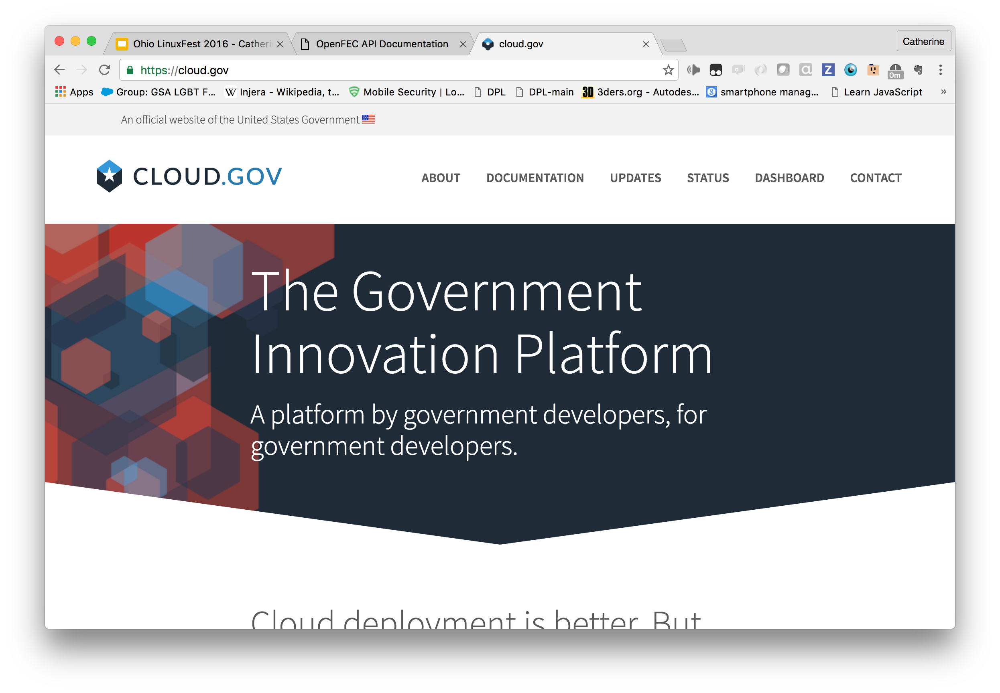 Ohio LinuxFest 2016 - Catheri
OpenFEC API Documentation
cloud.gov
Catherine
https://cloud.gov
0m
Apps
Group: GSA LGBT F...
Injera - Wikipedia, t...
Mobile Security | Lo...
DPL
DPL-main
3D 3ders.org - Autodes...
smartphone manag...
Learn JavaScript
»
An official website of the United States Government
CLOUD.GOV
ABOUT
DOCUMENTATION
UPDATES
STATUS
DASHBOARD
CONTACT
The Government
Innovation Platform
A platform by government developers, for
government developers.
Cloud deployment is better. But